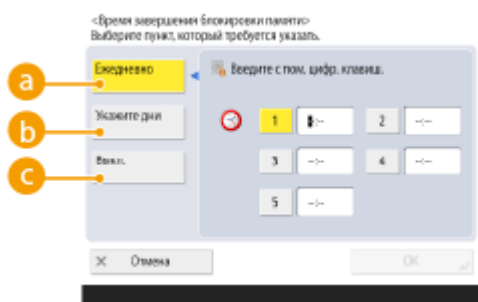 <Время завершения блокировки памяти>
Выберите пункт, который требуется указать.
a
Ежедневно
Введите с пом. цифр. клавиш.
b
Укажите дни
1 -:-- 2 --:--
c
Выкл.
3 --:-- 4 --:--
5 --:--
× Отмена
OK